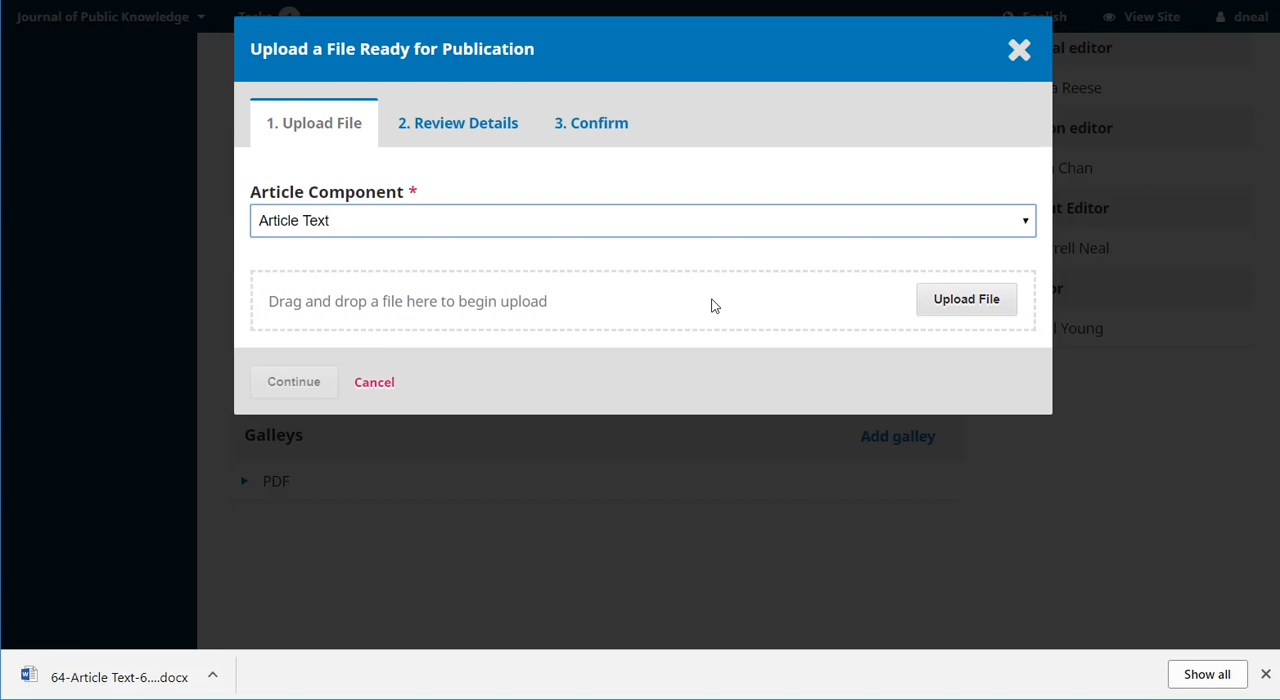 Journal of Public Knowledge
Tasks
English
View Site
dneal
Upload a File Ready for Publication
al editor
a Reese
1. Upload File
2. Review Details
3. Confirm
on editor
Chan
Article Component *
Article Text
t Editor
rell Neal
Drag and drop a file here to begin upload
Upload File
or
l Young
Continue
Cancel
Galleys
Add galley
PDF
64-Article Text-6....docx
Show all